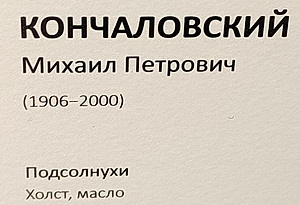 КОНЧАЛОВСКИЙ
Михаил Петрович
(1906–2000)
Подсолнухи
Холст, масло